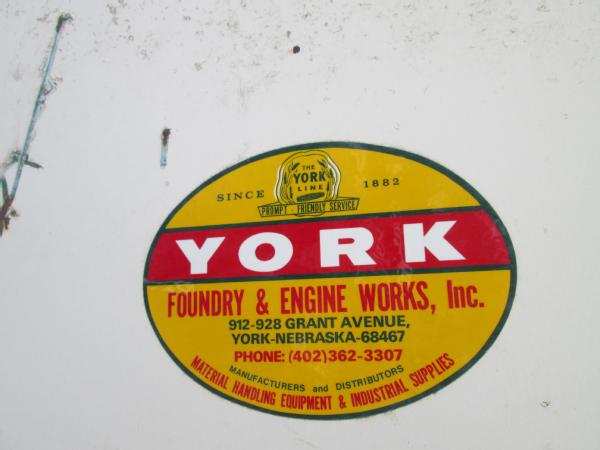 THE
YORK
LINE
SINCE 1882
PROMPT - FRIENDLY SERVICE
YORK
FOUNDRY & ENGINE WORKS, Inc.
912-928 GRANT AVENUE,
YORK-NEBRASKA-68467
PHONE: (402)362-3307
MANUFACTURERS and DISTRIBUTORS
MATERIAL HANDLING EQUIPMENT & INDUSTRIAL SUPPLIES